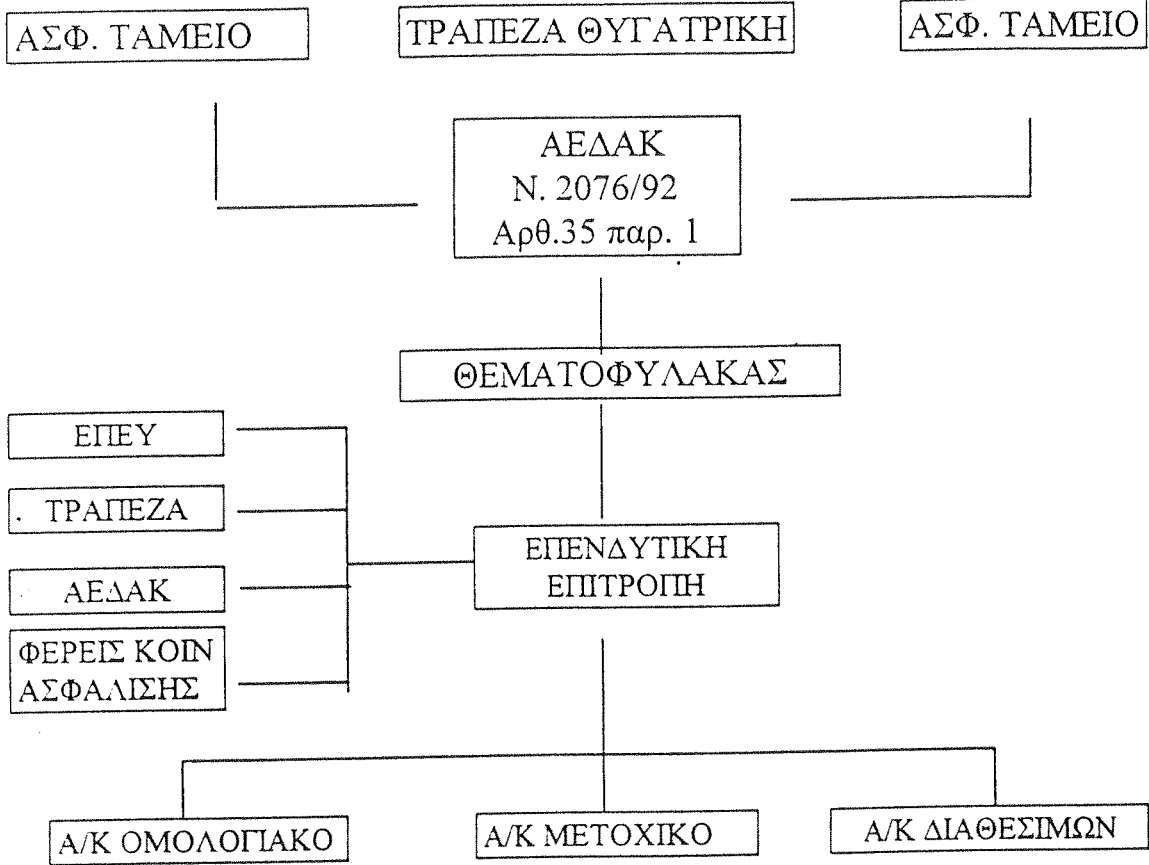 ΑΣΦ. ΤΑΜΕΙΟ
ΤΡΑΠΕΖΑ ΘΥΓΑΤΡΙΚΗ
ΑΣΦ. ΤΑΜΕΙΟ
ΑΕΔΑΚ
Ν. 2076/92
Αρθ.35 παρ. 1
ΘΕΜΑΤΟΦΥΛΑΚΑΣ
ΕΠΕΥ
ΤΡΑΠΕΖΑ
ΑΕΔΑΚ
ΦΕΡΕΙΣ ΚΟΙΝ
ΑΣΦΑΛΙΣΗΣ
ΕΠΕΝΔΥΤΙΚΗ
ΕΠΙΤΡΟΠΗ
Α/Κ ΟΜΟΛΟΓΙΑΚΟ
Α/Κ ΜΕΤΟΧΙΚΟ
Α/Κ ΔΙΑΘΕΣΙΜΩΝ